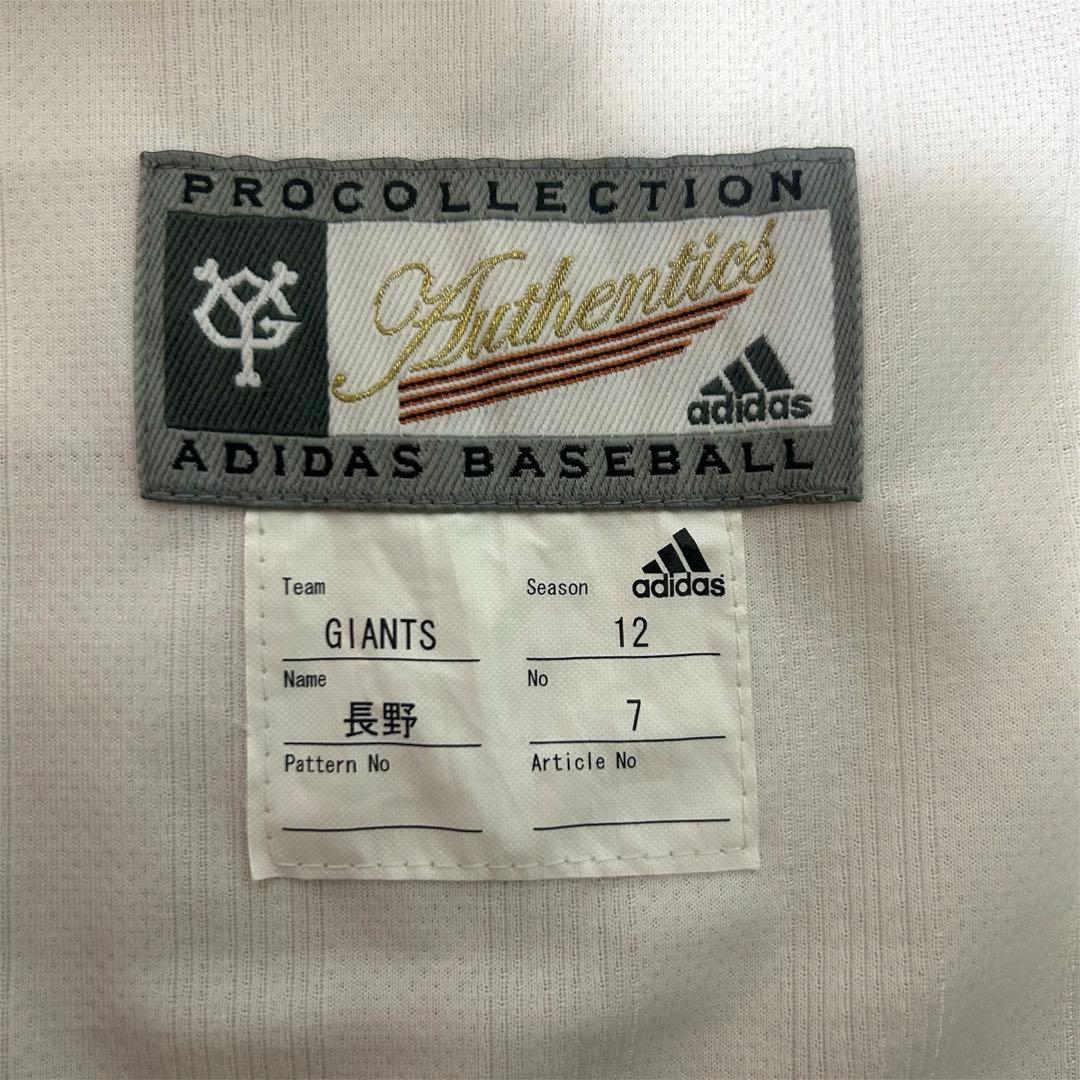 PROCOLLECTION
YG
Authentics
adidas
ADIDAS BASEBALL
adidas
Team Season
GIANTS 12
Name No
長野 7
Pattern No Article No